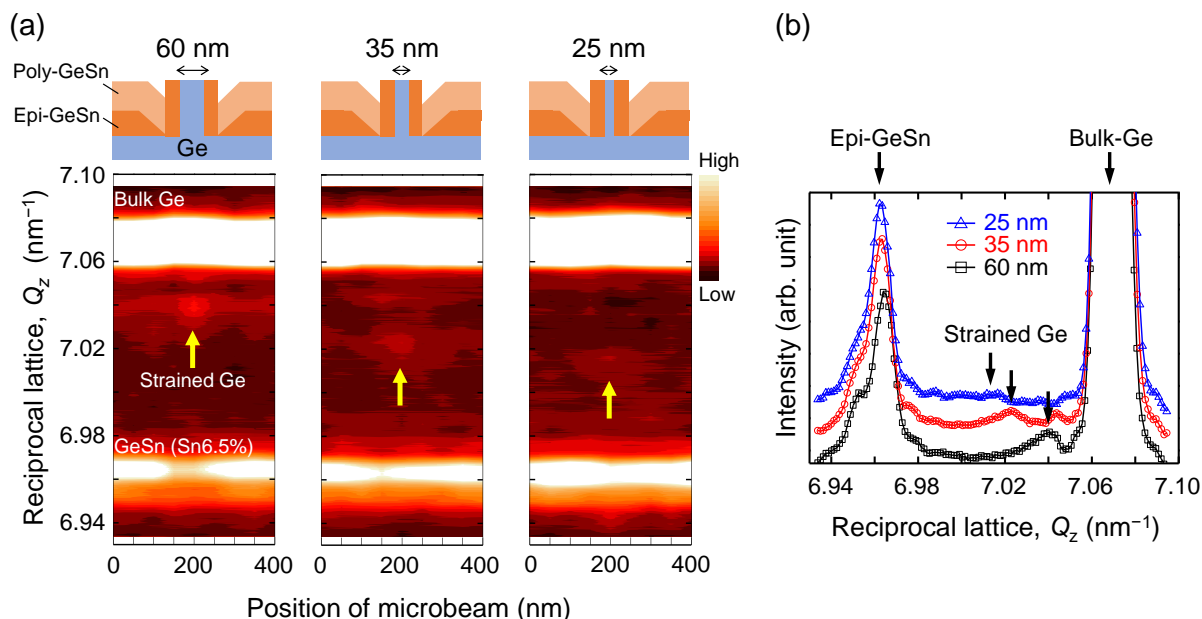 (a)
60 nm
35 nm
25 nm
Poly-GeSn
Epi-GeSn
Ge
High
Low
7.10
7.06
7.02
6.98
6.94
Reciprocal lattice, Qz (nm⁻¹)
Bulk Ge
Strained Ge
GeSn (Sn6.5%)
0 200 400
0 200 400
0 200 400
Position of microbeam (nm)
(b)
Epi-GeSn
Bulk-Ge
25 nm
35 nm
60 nm
Strained Ge
Intensity (arb. unit)
6.94 6.98 7.02 7.06 7.10
Reciprocal lattice, Qz (nm⁻¹)